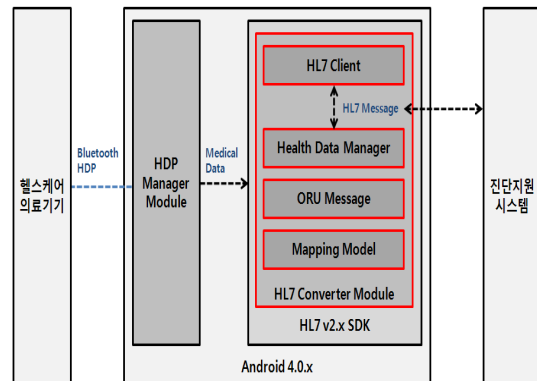 헬스케어
의료기기
Bluetooth
HDP
HDP
Manager
Module
Medical
Data
HL7 Client
HL7 Message
Health Data Manager
ORU Message
Mapping Model
HL7 Converter Module
HL7 v2.x SDK
Android 4.0.x
진단지원
시스템